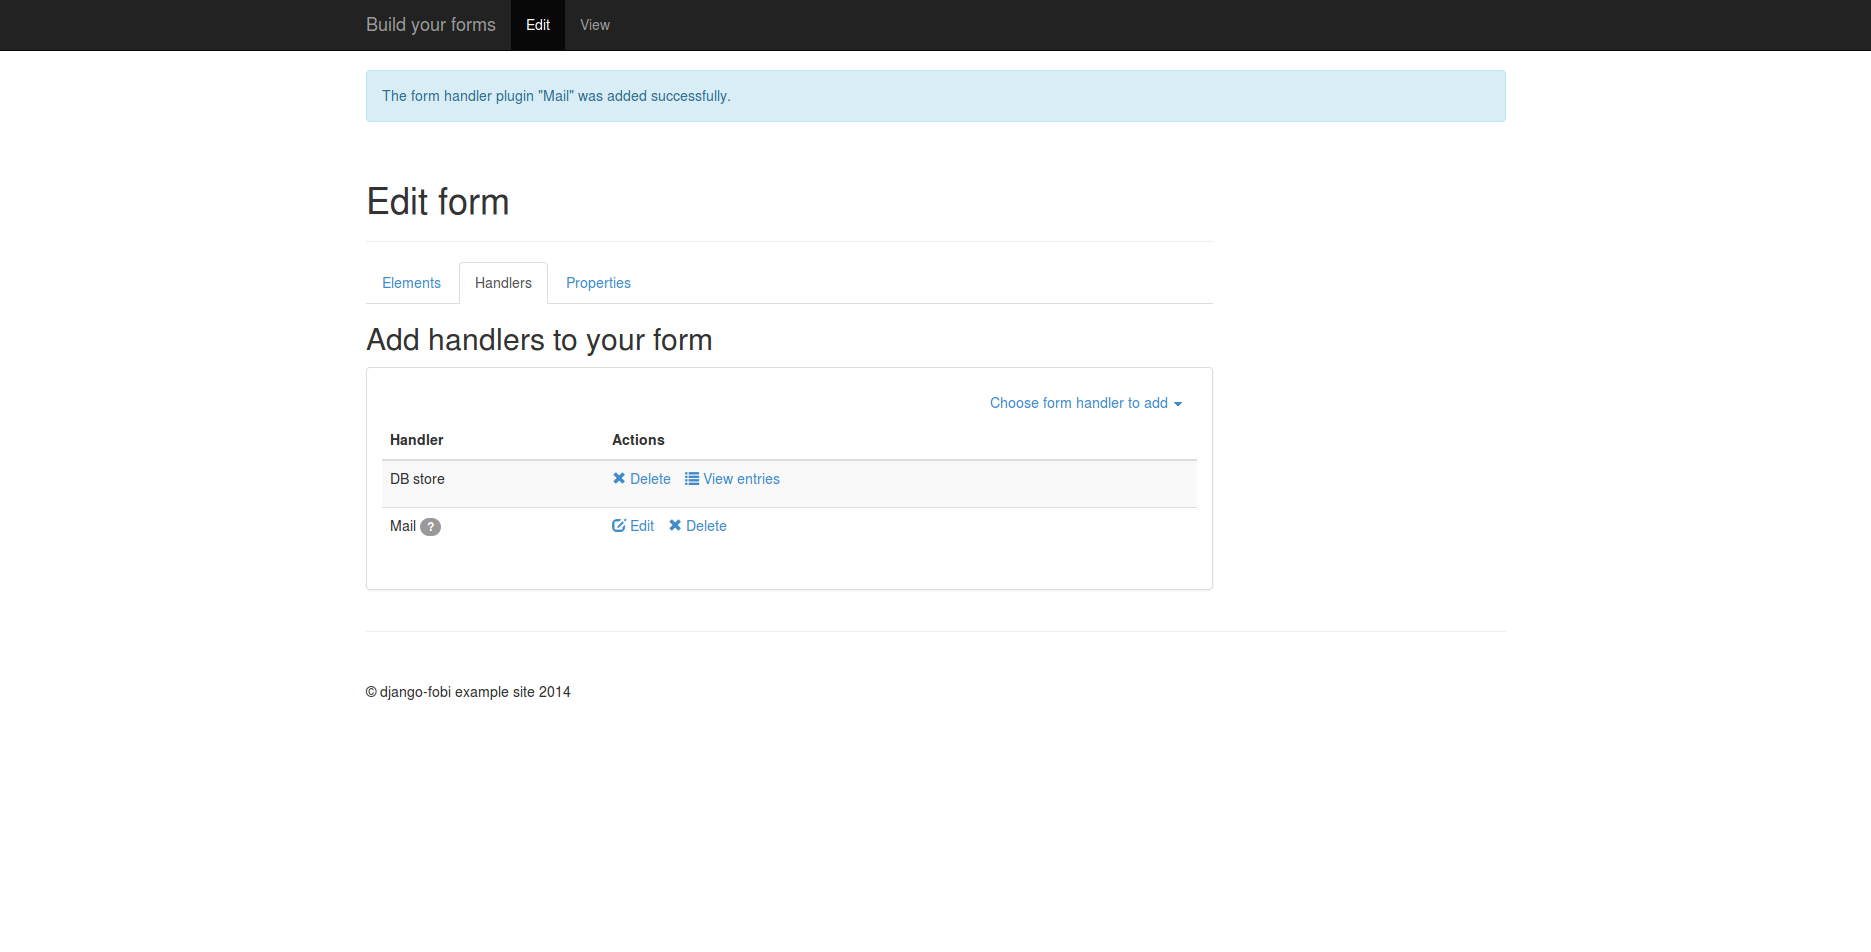 Build your forms Edit View
The form handler plugin "Mail" was added successfully.
Edit form
Elements Handlers Properties
Add handlers to your form
Choose form handler to add
Handler Actions
DB store Delete View entries
Mail ? Edit Delete
© django-fobi example site 2014